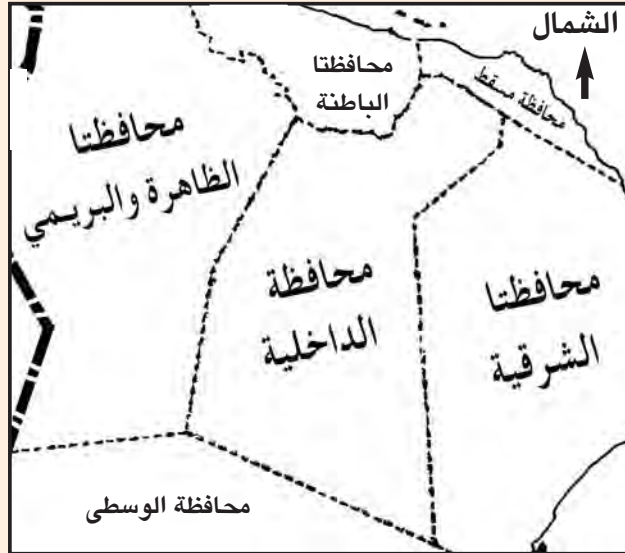 الشمال
محافظتا
الباطنة
محافظة مسقط
محافظتا
الظاهرة والبريمي
محافظة
الداخلية
محافظتا
الشرقية
محافظة الوسطى